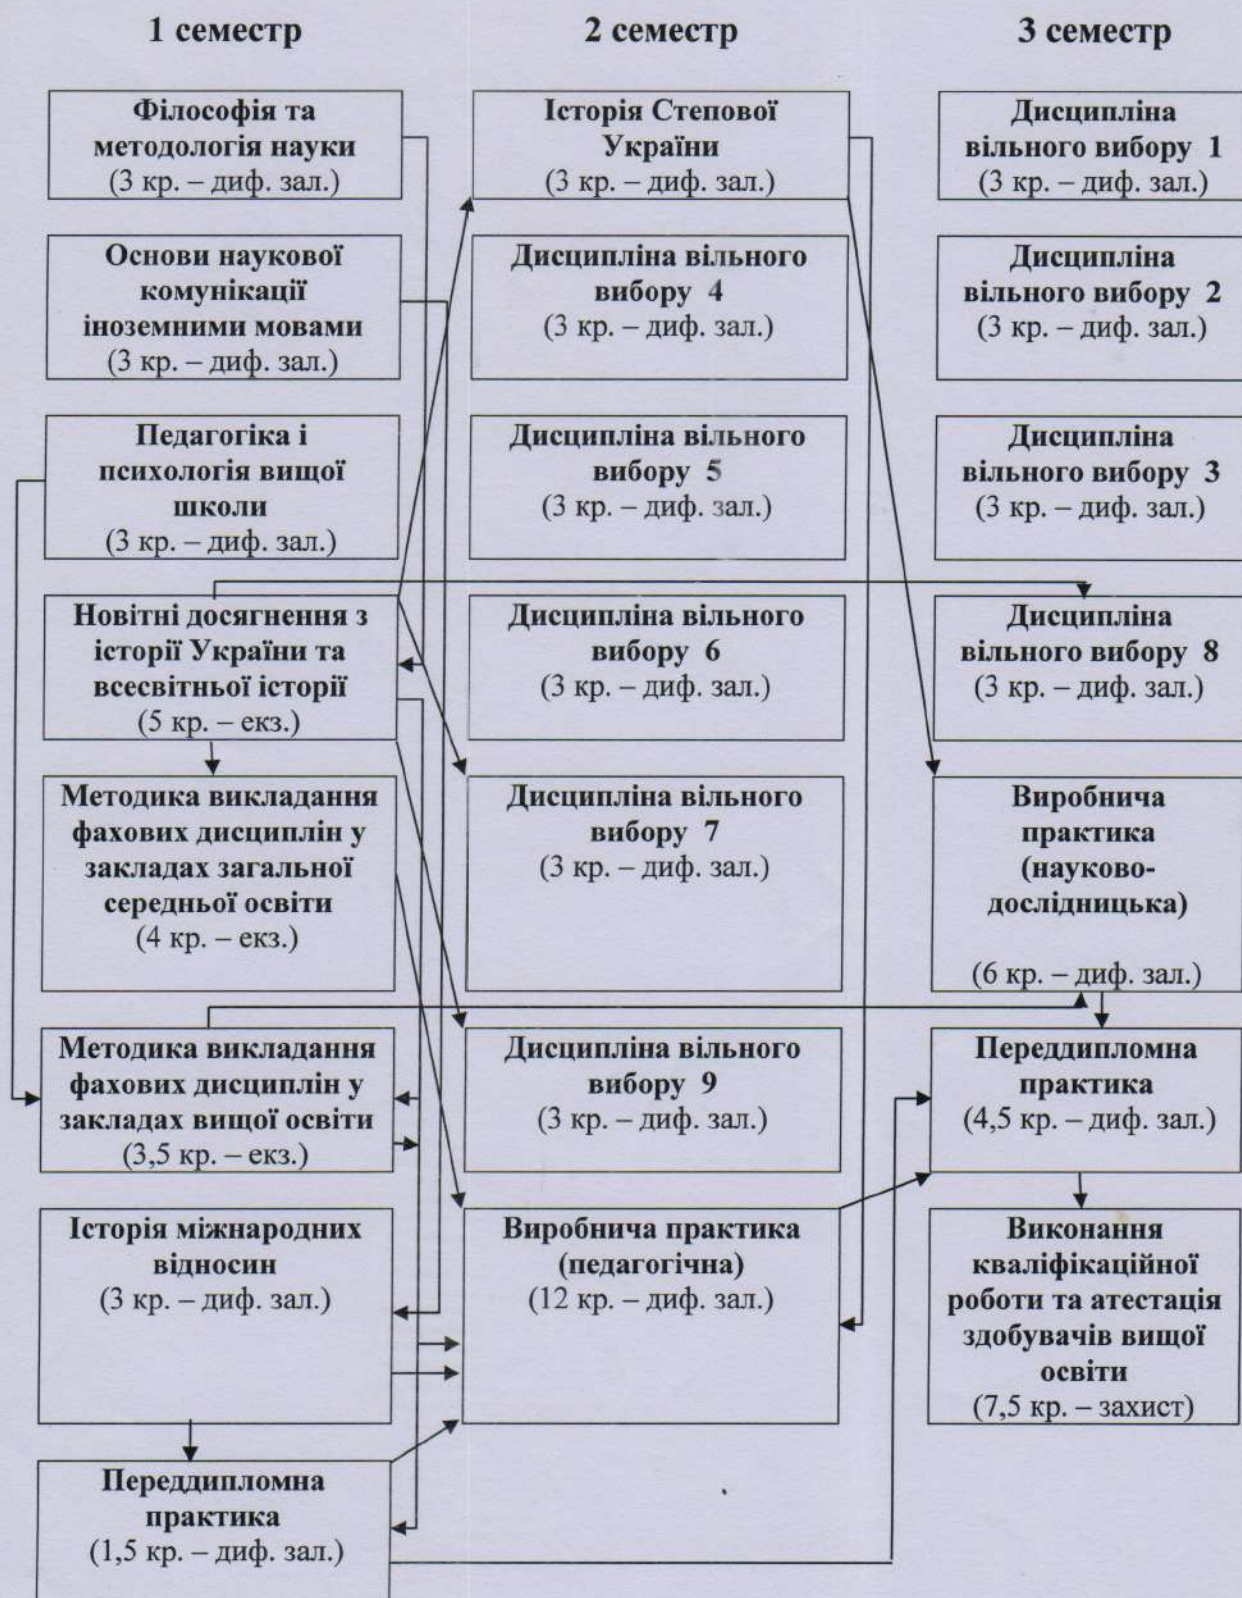 1 семестр
2 семестр
3 семестр
Філософія та
методологія науки
(3 кр. – диф. зал.)
Основи наукової
комунікації
іноземними мовами
(3 кр. – диф. зал.)
Педагогіка і
психологія вищої
школи
(3 кр. – диф. зал.)
Новітні досягнення з
історії України та
всесвітньої історії
(5 кр. – екз.)
Методика викладання
фахових дисциплін у
закладах загальної
середньої освіти
(4 кр. – екз.)
Методика викладання
фахових дисциплін у
закладах вищої освіти
(3,5 кр. – екз.)
Історія міжнародних
відносин
(3 кр. – диф. зал.)
Переддипломна
практика
(1,5 кр. – диф. зал.)
Історія Степової
України
(3 кр. – диф. зал.)
Дисципліна вільного
вибору 4
(3 кр. – диф. зал.)
Дисципліна вільного
вибору 5
(3 кр. – диф. зал.)
Дисципліна вільного
вибору 6
(3 кр. – диф. зал.)
Дисципліна вільного
вибору 7
(3 кр. – диф. зал.)
Дисципліна вільного
вибору 9
(3 кр. – диф. зал.)
Виробнича практика
(педагогічна)
(12 кр. – диф. зал.)
Дисципліна
вільного вибору 1
(3 кр. – диф. зал.)
Дисципліна
вільного вибору 2
(3 кр. – диф. зал.)
Дисципліна
вільного вибору 3
(3 кр. – диф. зал.)
Дисципліна
вільного вибору 8
(3 кр. – диф. зал.)
Виробнича
практика
(науково-
дослідницька)
(6 кр. – диф. зал.)
Переддипломна
практика
(4,5 кр. – диф. зал.)
Виконання
кваліфікаційної
роботи та атестація
здобувачів вищої
освіти
(7,5 кр. – захист)